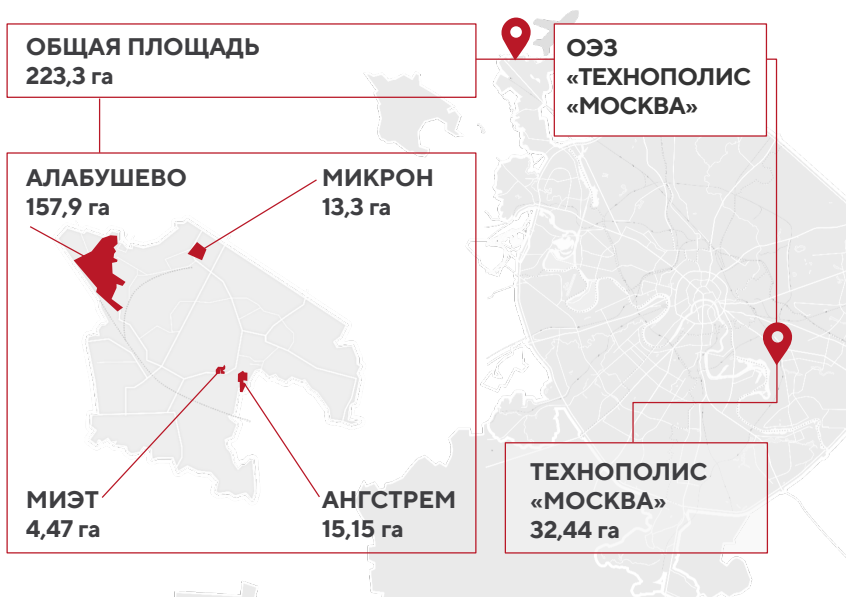 ОБЩАЯ ПЛОЩАДЬ
223,3 га
ОЭЗ
«ТЕХНОПОЛИС
«МОСКВА»
АЛАБУШЕВО
157,9 га
МИКРОН
13,3 га
МИЭТ
4,47 га
АНГСТРЕМ
15,15 га
ТЕХНОПОЛИС
«МОСКВА»
32,44 га